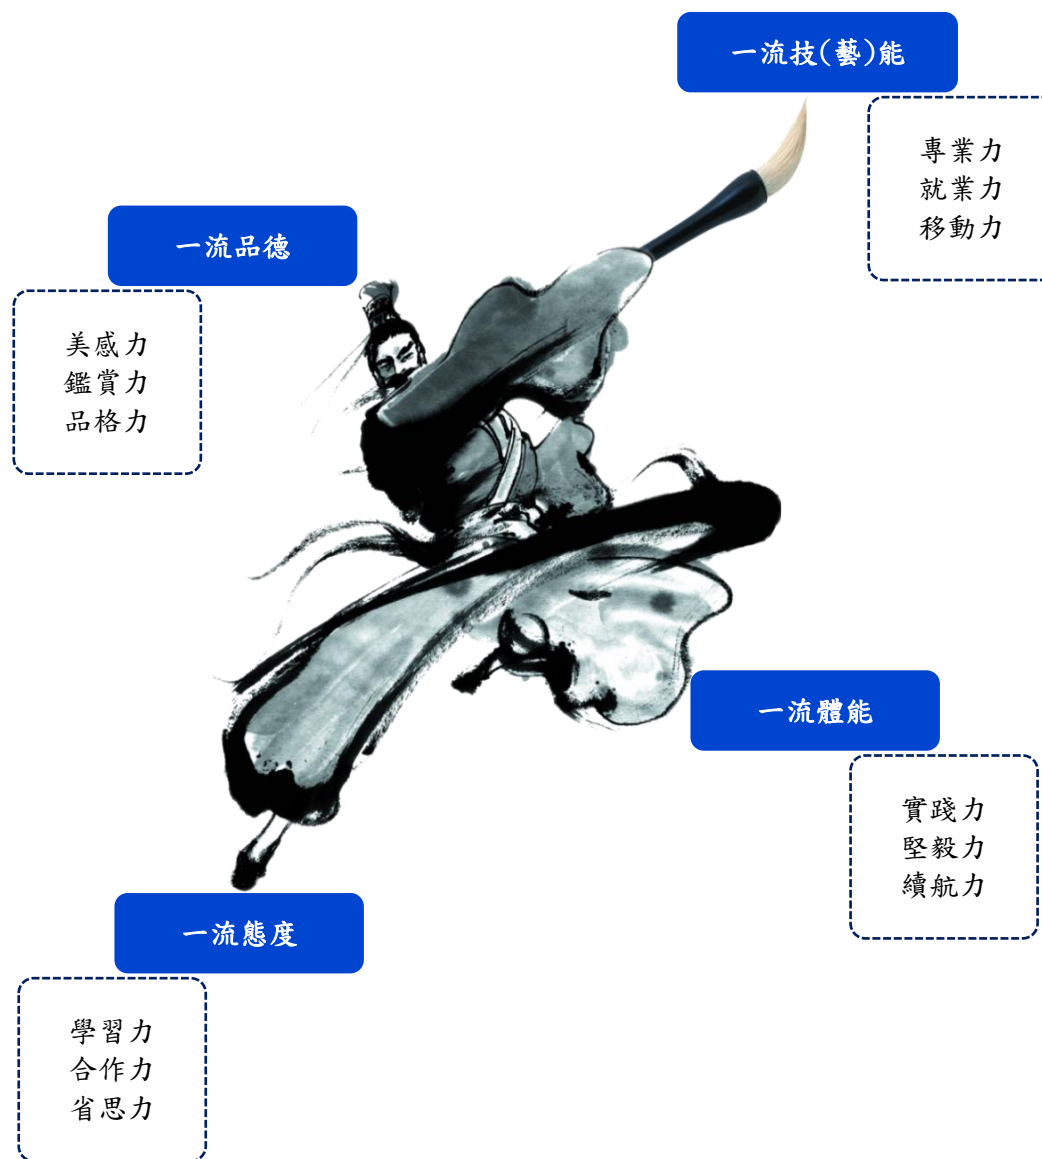 一流技(藝)能
專業力
就業力
移動力
一流品德
美感力
鑑賞力
品格力
一流體能
實踐力
堅毅力
續航力
一流態度
學習力
合作力
省思力